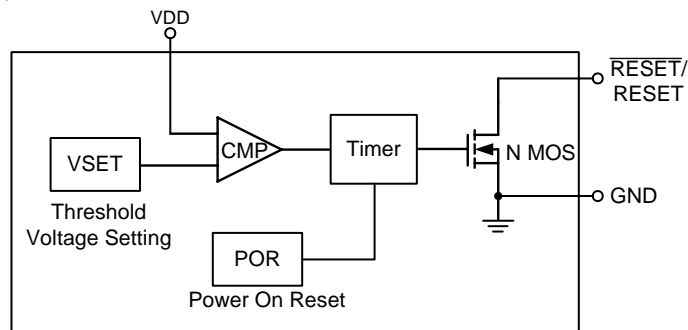 VDD
RESET/
RESET
VSET
CMP
Timer
N MOS
GND
Threshold
Voltage Setting
POR
Power On Reset